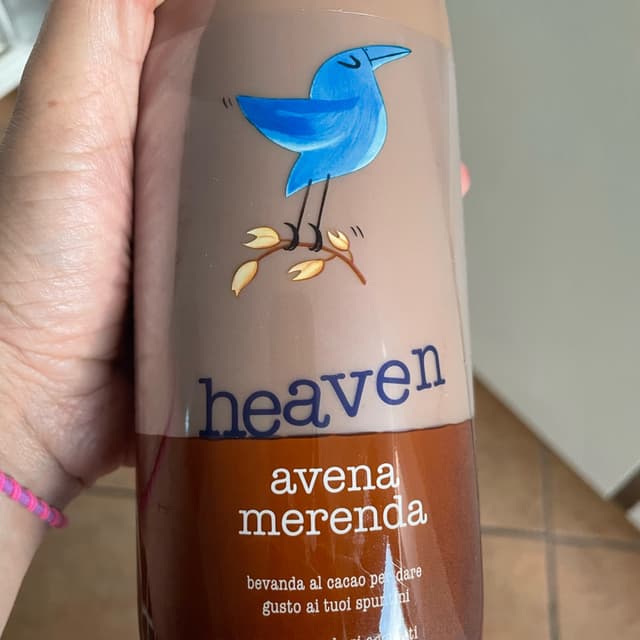 heaven
avena
merenda
bevanda al cacao per dare
gusto ai tuoi spuntini